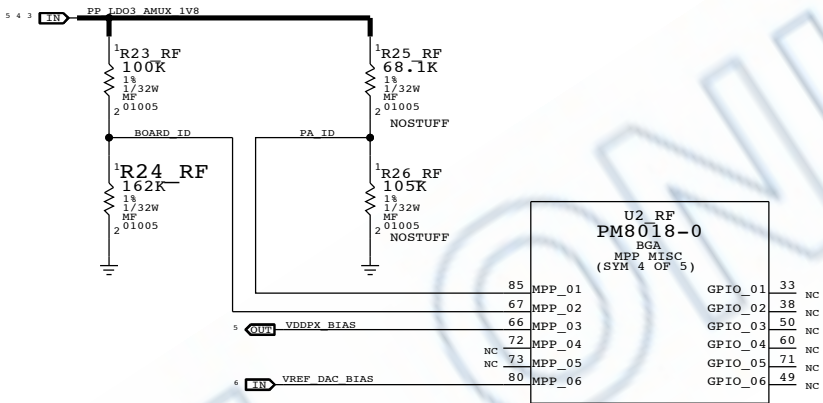 5 4 3 IN PP_LDO3_AMUX_1V8
1 R23_RF
100K
1%
1/32W
MF
2 01005
1 R25_RF
68.1K
1%
1/32W
MF
2 01005
NOSTUFF
BOARD_ID
PA_ID
1 R24_RF
162K
1%
1/32W
MF
2 01005
1 R26_RF
105K
1%
1/32W
MF
2 01005
NOSTUFF
U2_RF
PM8018-0
BGA
MPP MISC
(SYM 4 OF 5)
85 MPP_01 GPIO_01 33 NC
67 MPP_02 GPIO_02 38 NC
5 OUT VDDPX_BIAS 66 MPP_03 GPIO_03 50 NC
NC 72 MPP_04 GPIO_04 60 NC
NC 73 MPP_05 GPIO_05 71 NC
6 IN VREF_DAC_BIAS 80 MPP_06 GPIO_06 49 NC